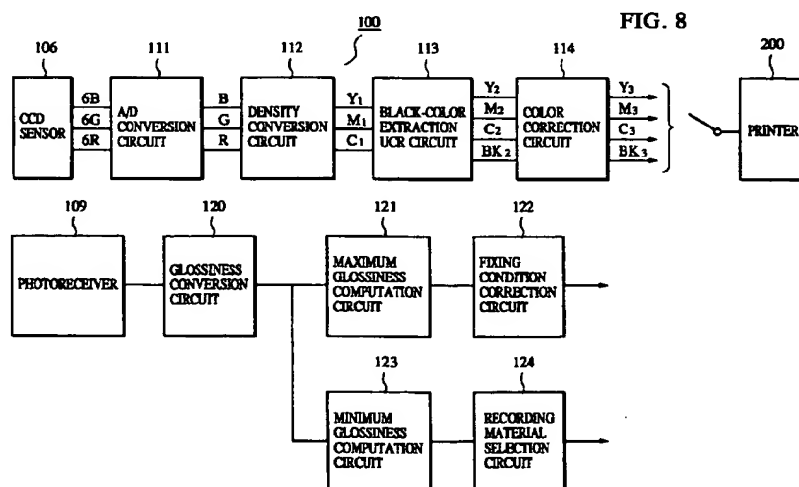 FIG. 8
100
106
111
112
113
114
200
CCD
SENSOR
6B
6G
6R
A/D
CONVERSION
CIRCUIT
B
G
R
DENSITY
CONVERSION
CIRCUIT
Y1
M1
C1
BLACK-COLOR
EXTRACTION
UCR CIRCUIT
Y2
M2
C2
BK2
COLOR
CORRECTION
CIRCUIT
Y3
M3
C3
BK3
PRINTER
109
120
121
122
PHOTORECEIVER
GLOSSINESS
CONVERSION
CIRCUIT
MAXIMUM
GLOSSINESS
COMPUTATION
CIRCUIT
FIXING
CONDITION
CORRECTION
CIRCUIT
123
124
MINIMUM
GLOSSINESS
COMPUTATION
CIRCUIT
RECORDING
MATERIAL
SELECTION
CIRCUIT